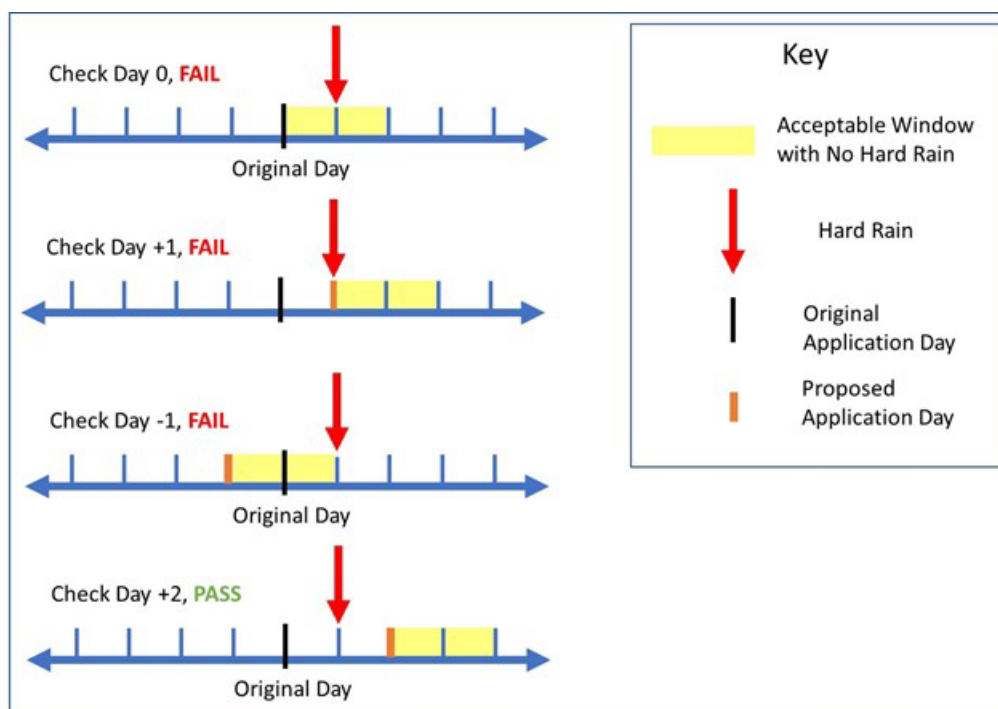 Check Day 0, FAIL
Original Day
Check Day +1, FAIL
Check Day -1, FAIL
Original Day
Check Day +2, PASS
Original Day
Key
Acceptable Window
with No Hard Rain
Hard Rain
Original
Application Day
Proposed
Application Day